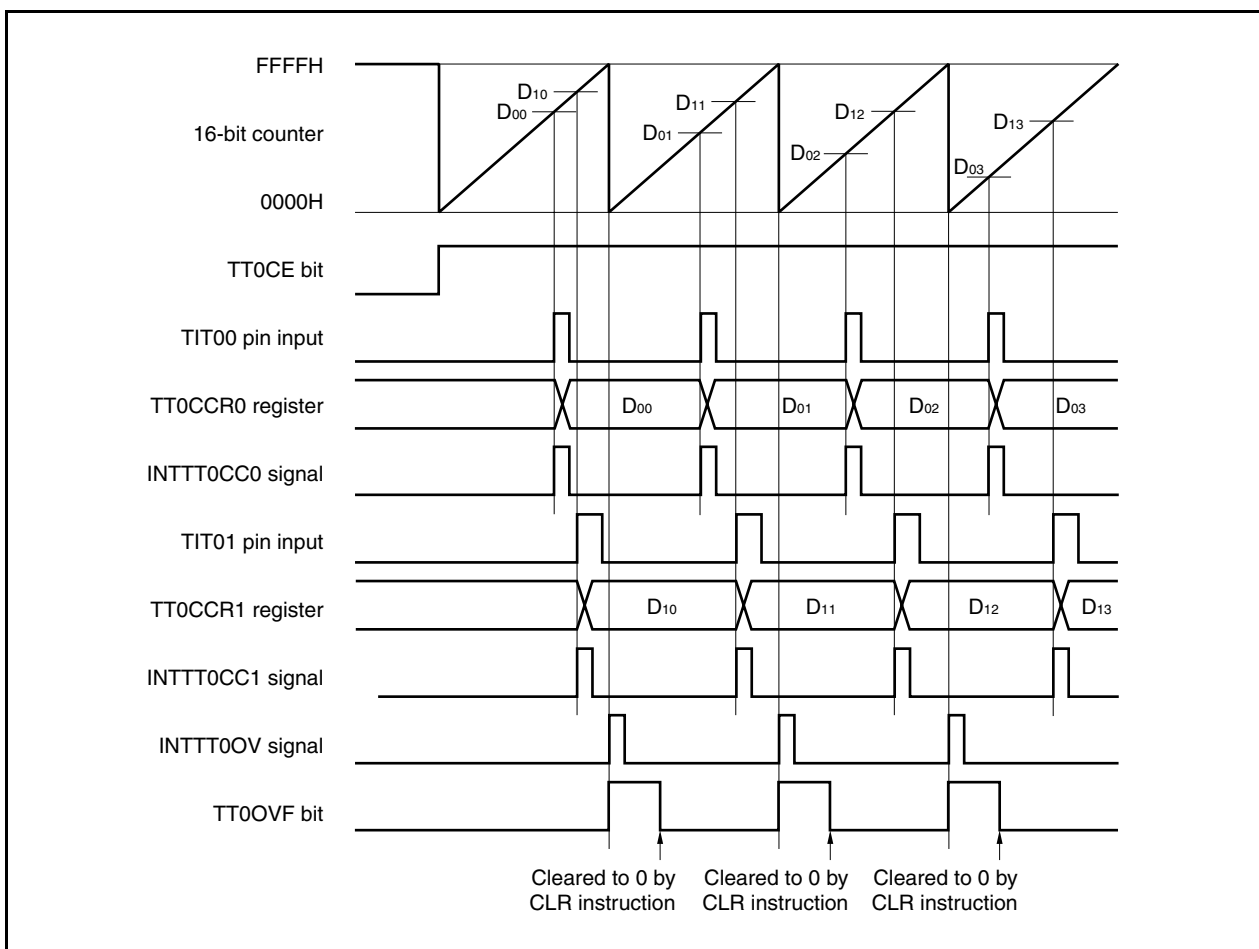 FFFFH
16-bit counter
0000H
D10
D00
D11
D01
D12
D02
D13
D03
TT0CE bit
TIT00 pin input
TT0CCR0 register
D00
D01
D02
D03
INTTT0CC0 signal
TIT01 pin input
TT0CCR1 register
D10
D11
D12
D13
INTTT0CC1 signal
INTTT0OV signal
TT0OVF bit
Cleared to 0 by
CLR instruction
Cleared to 0 by
CLR instruction
Cleared to 0 by
CLR instruction